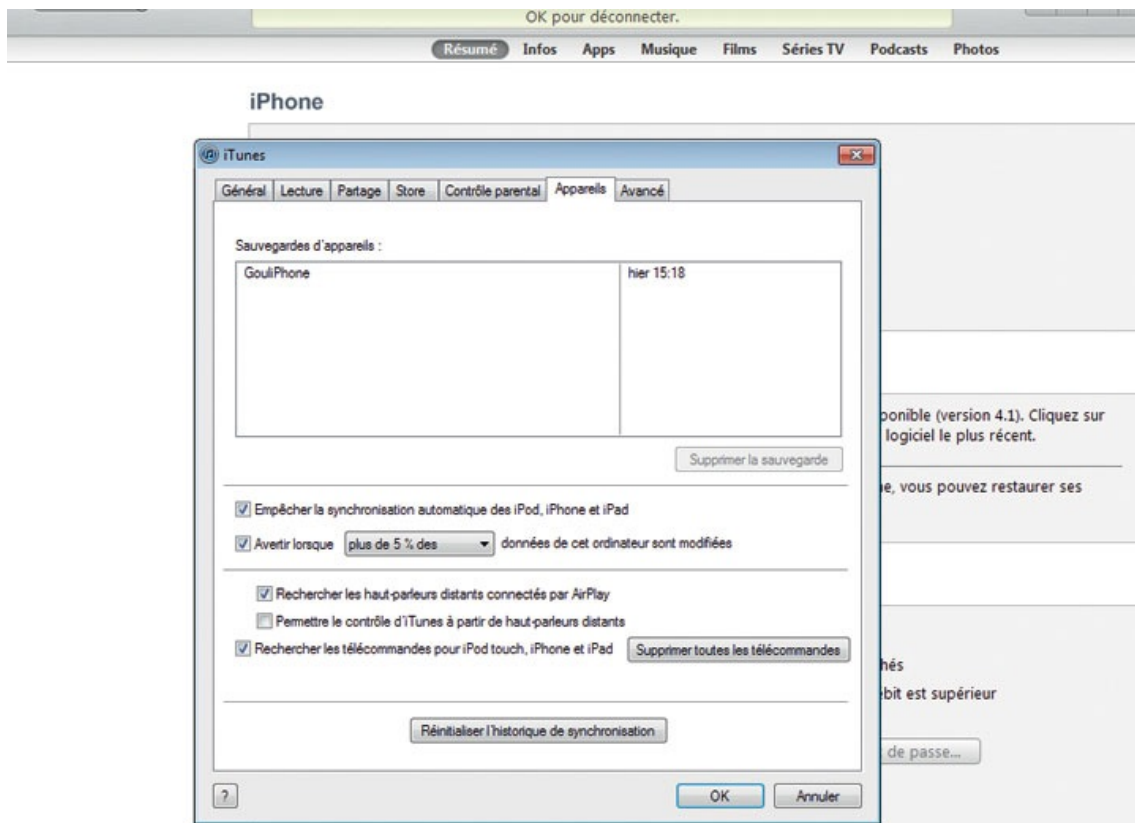 OK pour déconnecter.
Résumé Infos Apps Musique Films Séries TV Podcasts Photos
iPhone
iTunes
Général Lecture Partage Store Contrôle parental Appareils Avancé
Sauvegardes d'appareils :
GouliPhone hier 15:18
ponible (version 4.1). Cliquez sur
logiciel le plus récent.
Supprimer la sauvegarde
ne, vous pouvez restaurer ses
Empêcher la synchronisation automatique des iPod, iPhone et iPad
Avertir lorsque plus de 5 % des données de cet ordinateur sont modifiées
Rechercher les haut-parleurs distants connectés par AirPlay
Permettre le contrôle d'iTunes à partir de haut-parleurs distants
Rechercher les télécommandes pour iPod touch, iPhone et iPad Supprimer toutes les télécommandes
hés
ébit est supérieur
Réinitialiser l'historique de synchronisation
de passe...
? OK Annuler